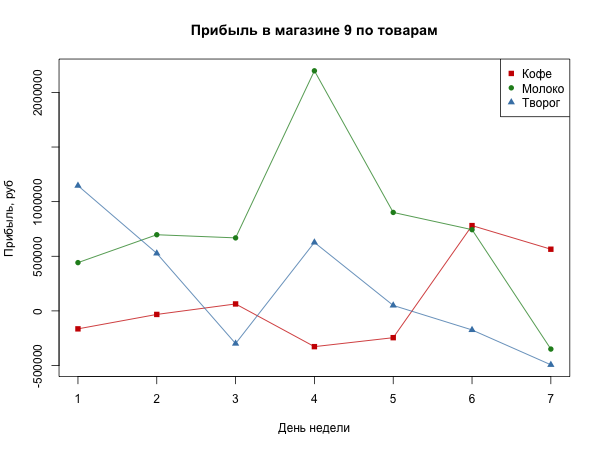 Прибыль в магазине 9 по товарам
Кофе
Молоко
Творог
Прибыль, руб
2000000
1000000
500000
0
-500000
1 2 3 4 5 6 7
День недели